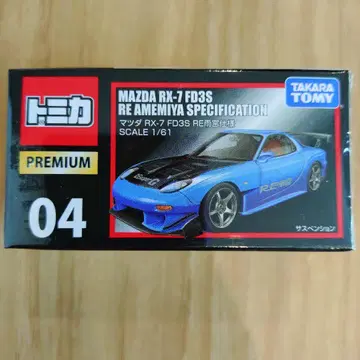 トミカ
PREMIUM
04
MAZDA RX-7 FD3S
RE AMEMIYA SPECIFICATION
マツダ RX-7 FD3S RE雨宮仕様
SCALE 1/61
TAKARA
TOMY
サスペンション